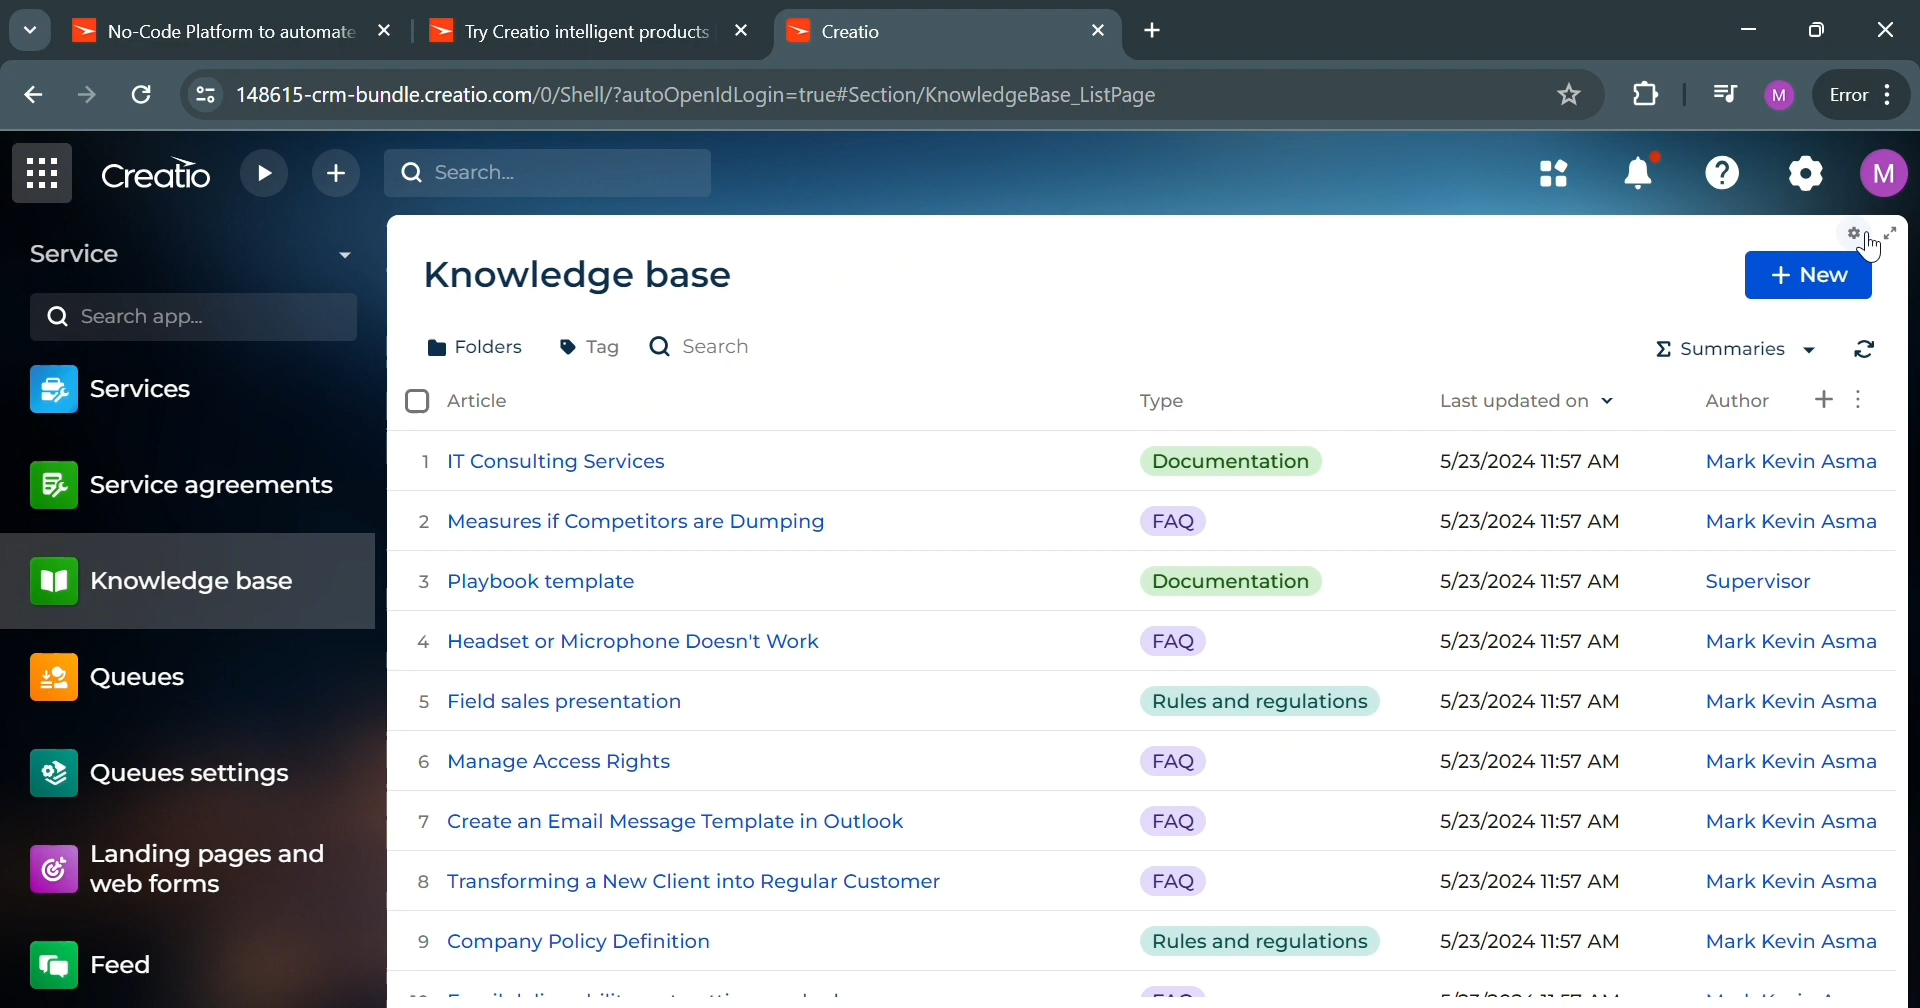 No-Code Platform to automate
Try Creatio intelligent products
Creatio
148615-crm-bundle.creatio.com/0/Shell/?autoOpenIdLogin=true#Section/KnowledgeBase_ListPage
M
Error
Creatio
Search...
M
Service
Search app...
Services
Service agreements
Knowledge base
Queues
Queues settings
Landing pages and
web forms
Feed
Knowledge base
+ New
Folders
Tag
Search
Σ Summaries
Article Type Last updated on Author
1 IT Consulting Services Documentation 5/23/2024 11:57 AM Mark Kevin Asma
2 Measures if Competitors are Dumping FAQ 5/23/2024 11:57 AM Mark Kevin Asma
3 Playbook template Documentation 5/23/2024 11:57 AM Supervisor
4 Headset or Microphone Doesn't Work FAQ 5/23/2024 11:57 AM Mark Kevin Asma
5 Field sales presentation Rules and regulations 5/23/2024 11:57 AM Mark Kevin Asma
6 Manage Access Rights FAQ 5/23/2024 11:57 AM Mark Kevin Asma
7 Create an Email Message Template in Outlook FAQ 5/23/2024 11:57 AM Mark Kevin Asma
8 Transforming a New Client into Regular Customer FAQ 5/23/2024 11:57 AM Mark Kevin Asma
9 Company Policy Definition Rules and regulations 5/23/2024 11:57 AM Mark Kevin Asma